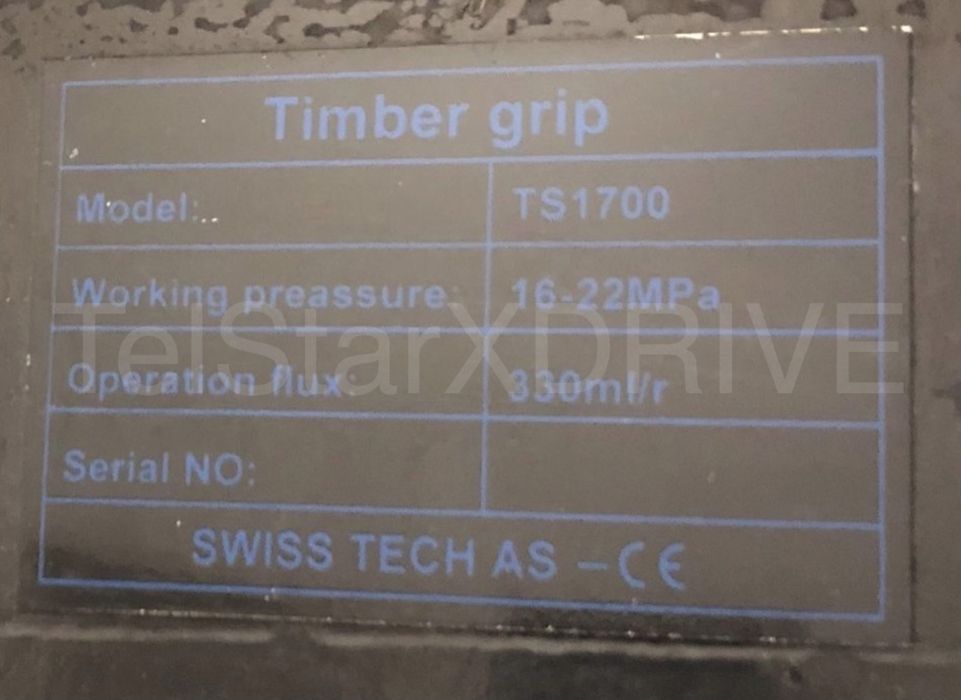 Timber grip
Model:.. TS1700
Working preassure: 16-22MPa
TelStarXDRIVE
Operation flux: 330ml/r
Serial NO:
SWISS TECH AS - CE